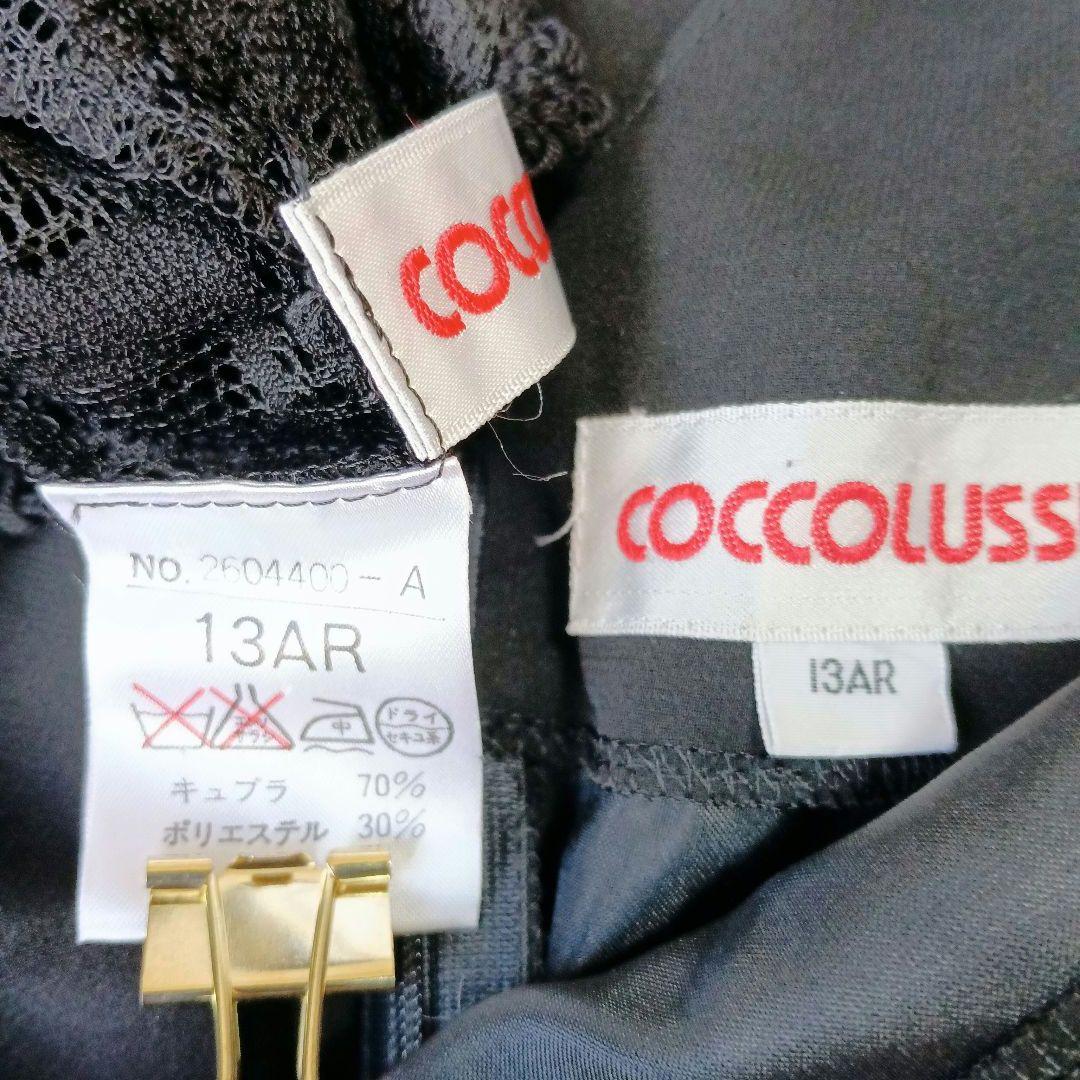 COCCO
COCCOLUSS
No. 2604400-A
13AR
中
ドライ
セキユ系
キュプラ 70%
ポリエステル 30%
13AR